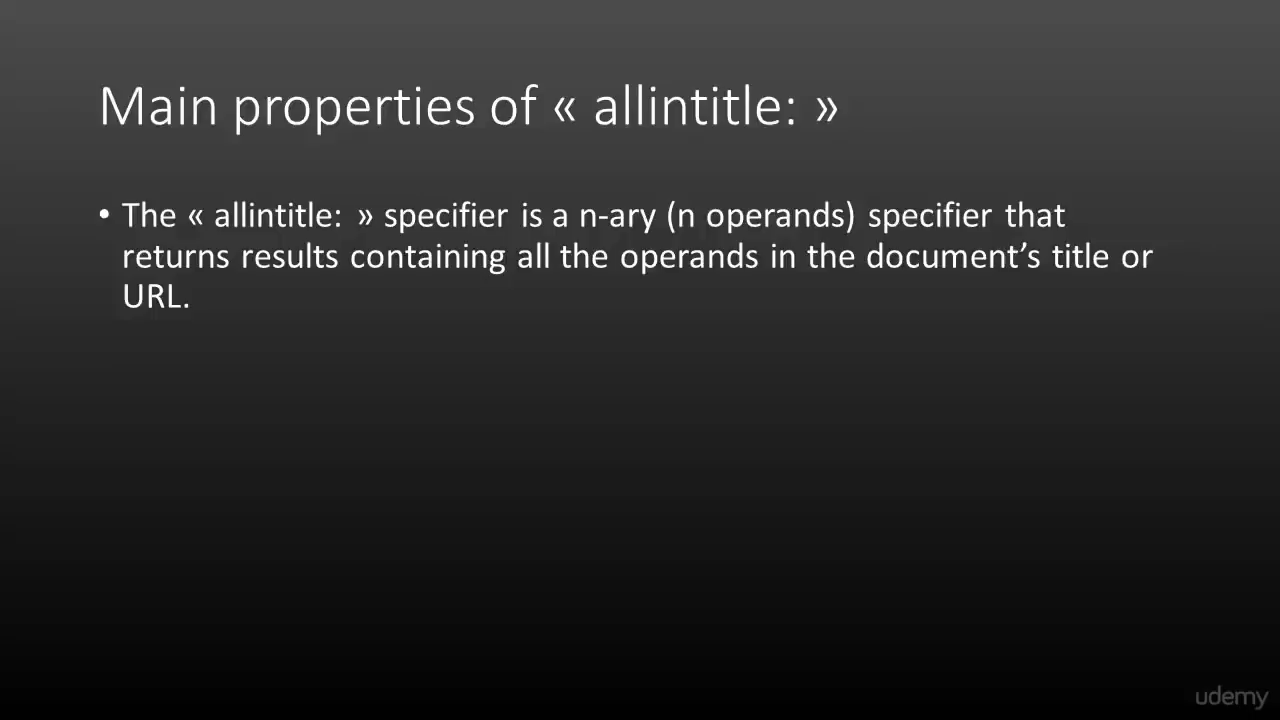 Main properties of « allintitle: »
• The « allintitle: » specifier is a n-ary (n operands) specifier that
returns results containing all the operands in the document’s title or
URL.
udemy